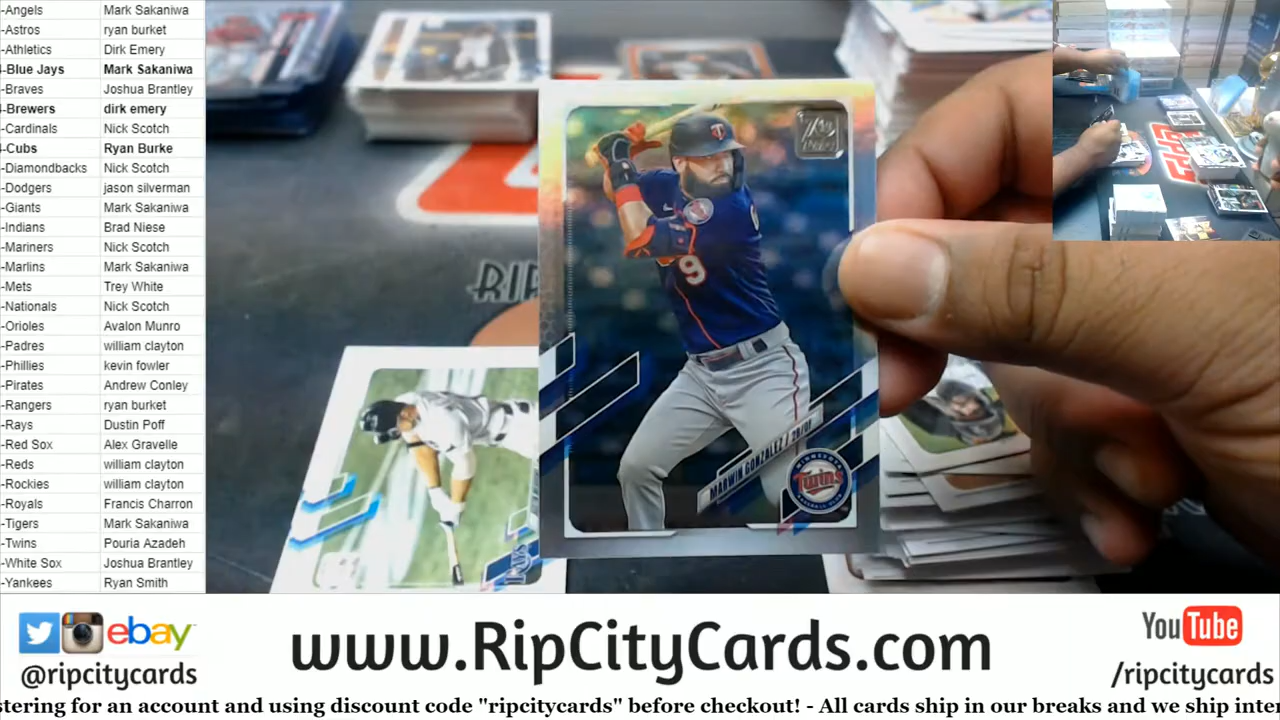 -Angels Mark Sakaniwa
-Astros ryan burket
-Athletics Dirk Emery
-Blue Jays Mark Sakaniwa
-Braves Joshua Brantley
-Brewers dirk emery
-Cardinals Nick Scotch
-Cubs Ryan Burke
-Diamondbacks Nick Scotch
-Dodgers jason silverman
-Giants Mark Sakaniwa
-Indians Brad Niese
-Mariners Nick Scotch
-Marlins Mark Sakaniwa
-Mets Trey White
-Nationals Nick Scotch
-Orioles Avalon Munro
-Padres william clayton
-Phillies kevin fowler
-Pirates Andrew Conley
-Rangers ryan burket
-Rays Dustin Poff
-Red Sox Alex Gravelle
-Reds william clayton
-Rockies william clayton
-Royals Francis Charron
-Tigers Mark Sakaniwa
-Twins Pouria Azadeh
-White Sox Joshua Brantley
-Yankees Ryan Smith
RIP
9
MARWIN GONZALEZ
MINNESOTA
Twins
BASEBALL CLUB
ebay
@ripcitycards
www.RipCityCards.com
YouTube
/ripcitycards
stering for an account and using discount code "ripcitycards" before checkout! - All cards ship in our breaks and we ship inter